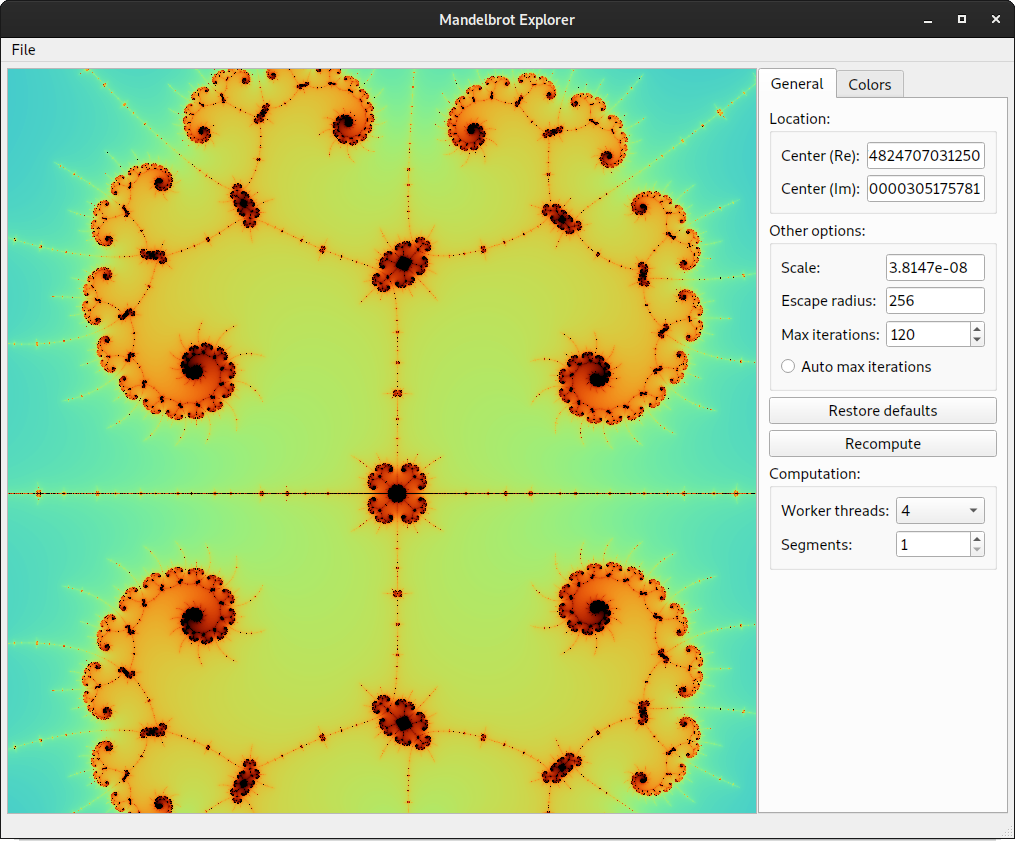 Mandelbrot Explorer
File
General Colors
Location:
Center (Re): 4824707031250
Center (Im): 0000305175781
Other options:
Scale: 3.8147e-08
Escape radius: 256
Max iterations: 120
Auto max iterations
Restore defaults
Recompute
Computation:
Worker threads: 4
Segments: 1